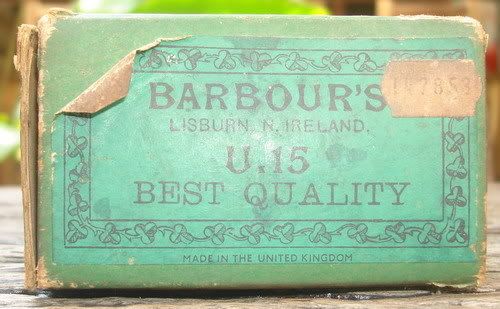 BARBOUR'S
LISBURN, N. IRELAND.
U.15
BEST QUALITY
MADE IN THE UNITED KINGDOM